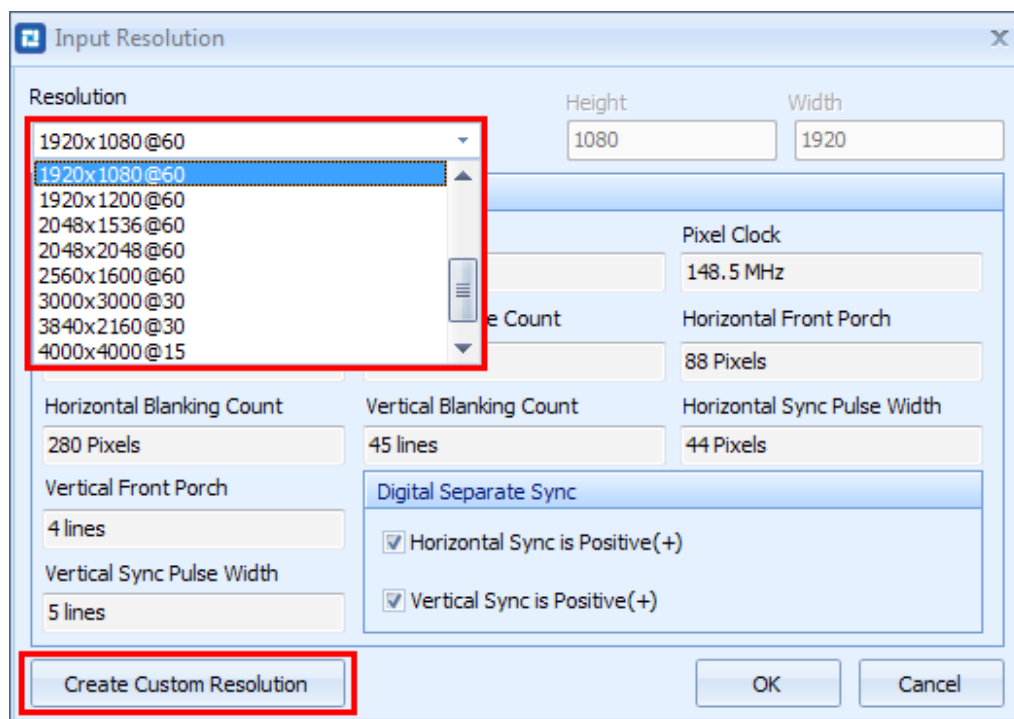 Input Resolution
Resolution
Height
Width
1920x1080@60
1080
1920
1920x1080@60
1920x1200@60
2048x1536@60
2048x2048@60
2560x1600@60
3000x3000@30
3840x2160@30
4000x4000@15
Pixel Clock
148.5 MHz
Count
Horizontal Front Porch
88 Pixels
Horizontal Blanking Count
Vertical Blanking Count
Horizontal Sync Pulse Width
280 Pixels
45 lines
44 Pixels
Vertical Front Porch
4 lines
Vertical Sync Pulse Width
5 lines
Digital Separate Sync
Horizontal Sync is Positive(+)
Vertical Sync is Positive(+)
Create Custom Resolution
OK
Cancel